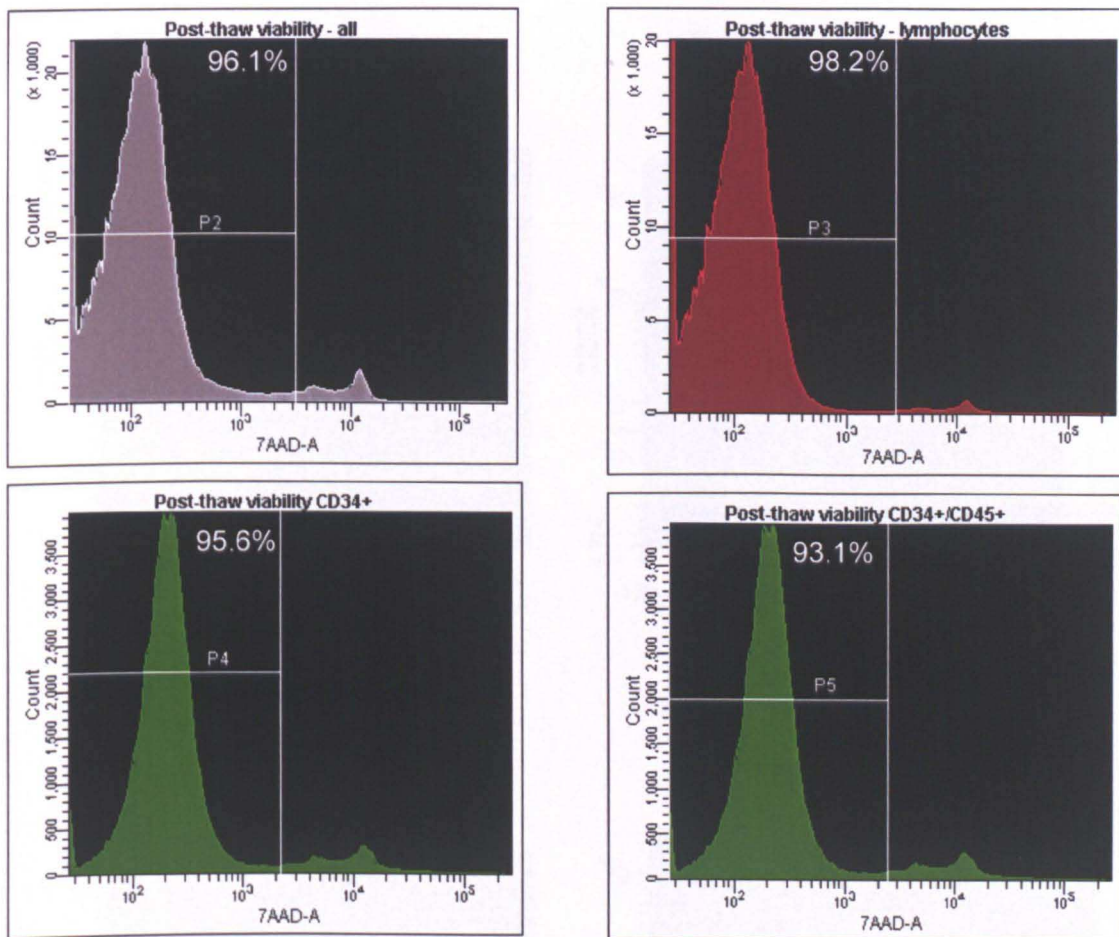 Post-thaw viability - all
96.1%
(x 1,000)
Count
20
15
10
5
0
P2
10² 10³ 10⁴ 10⁵
7AAD-A
Post-thaw viability - lymphocytes
98.2%
(x 1,000)
Count
20
15
10
5
0
P3
10² 10³ 10⁴ 10⁵
7AAD-A
Post-thaw viability CD34+
95.6%
Count
3,500
3,000
2,500
2,000
1,500
1,000
500
0
P4
10² 10³ 10⁴ 10⁵
7AAD-A
Post-thaw viability CD34+/CD45+
93.1%
Count
3,500
3,000
2,500
2,000
1,500
1,000
500
0
P5
10² 10³ 10⁴ 10⁵
7AAD-A